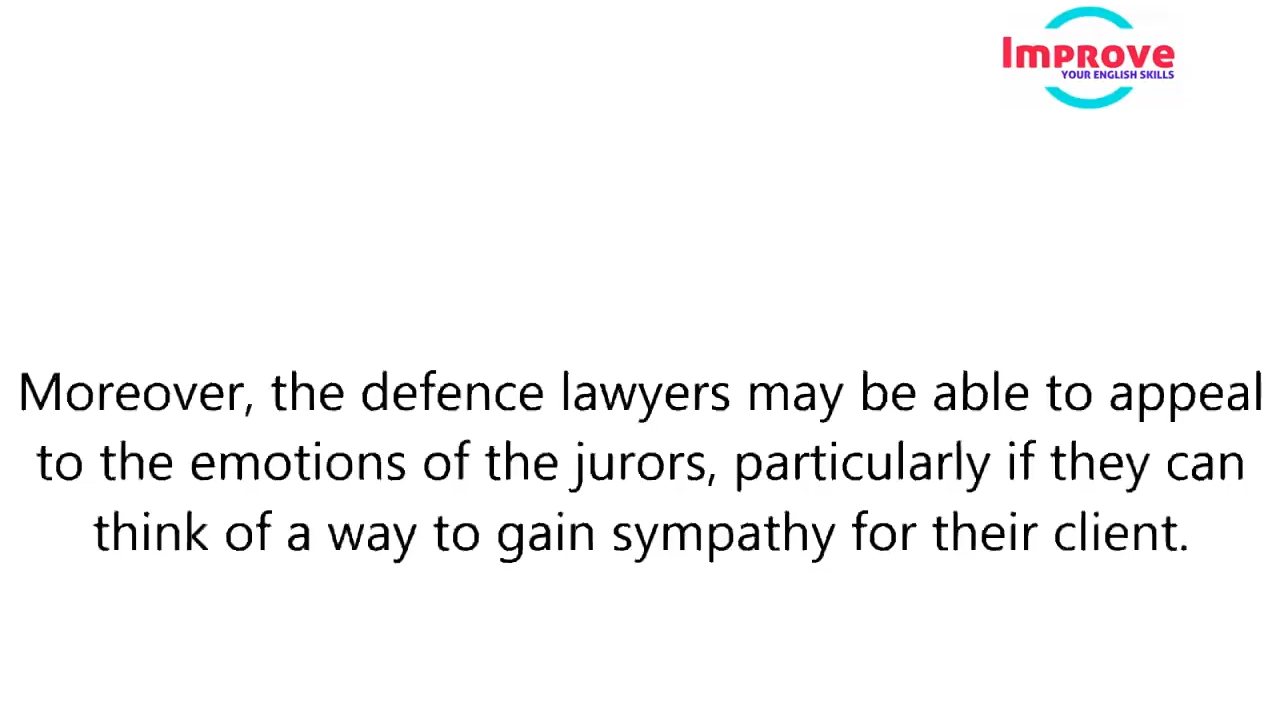 Improve
YOUR ENGLISH SKILLS
Moreover, the defence lawyers may be able to appeal
to the emotions of the jurors, particularly if they can
think of a way to gain sympathy for their client.